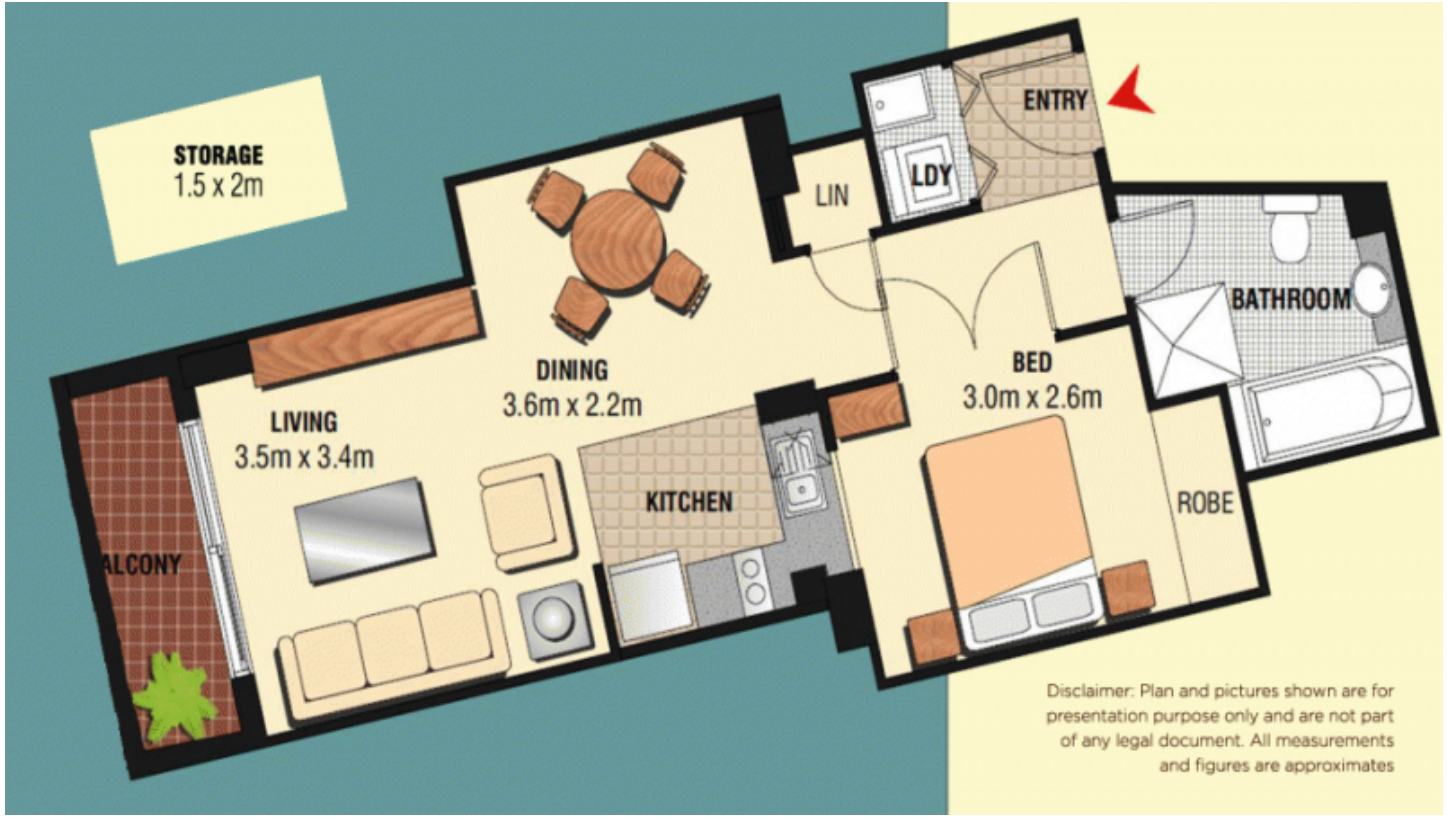 STORAGE
1.5 x 2m
ENTRY
LDY
LIN
BATHROOM
DINING
3.6m x 2.2m
BED
3.0m x 2.6m
LIVING
3.5m x 3.4m
KITCHEN
ROBE
ALCONY
Disclaimer: Plan and pictures shown are for
presentation purpose only and are not part
of any legal document. All measurements
and figures are approximates